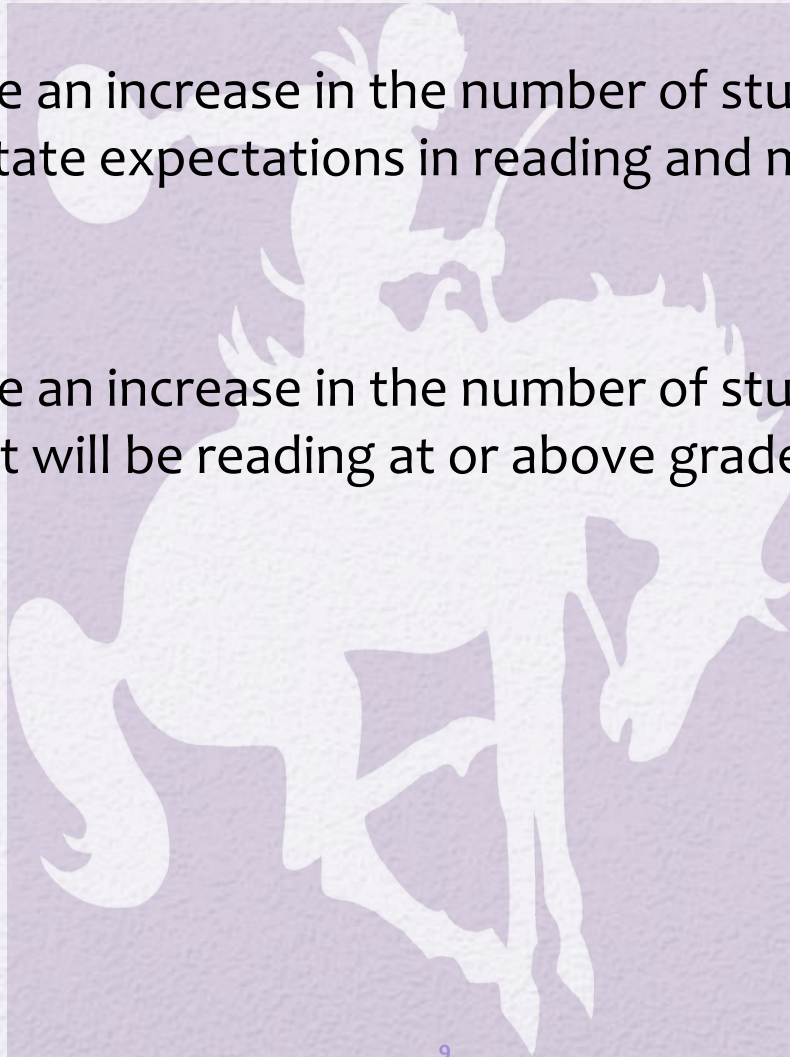 e an increase in the number of stu
tate expectations in reading and
e an increase in the number of stu
t will be reading at or above grade
9